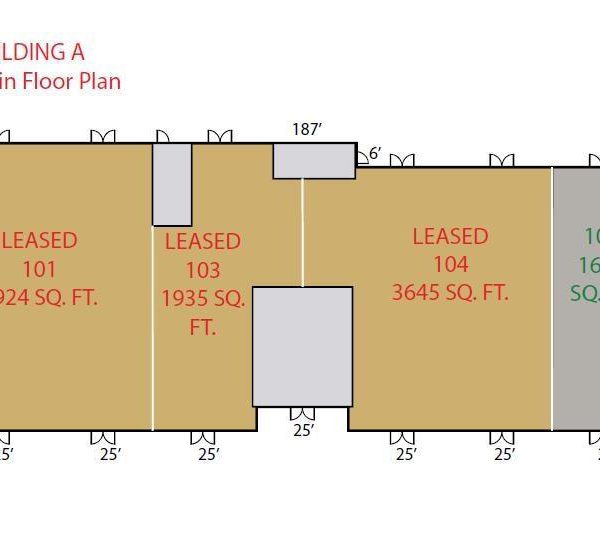 ILDING A
in Floor Plan
187'
6'
LEASED
101
924 SQ. FT.
LEASED
103
1935 SQ.
FT.
LEASED
104
3645 SQ. FT.
10
16
SQ.
25'
5'
25'
25'
25'
25'